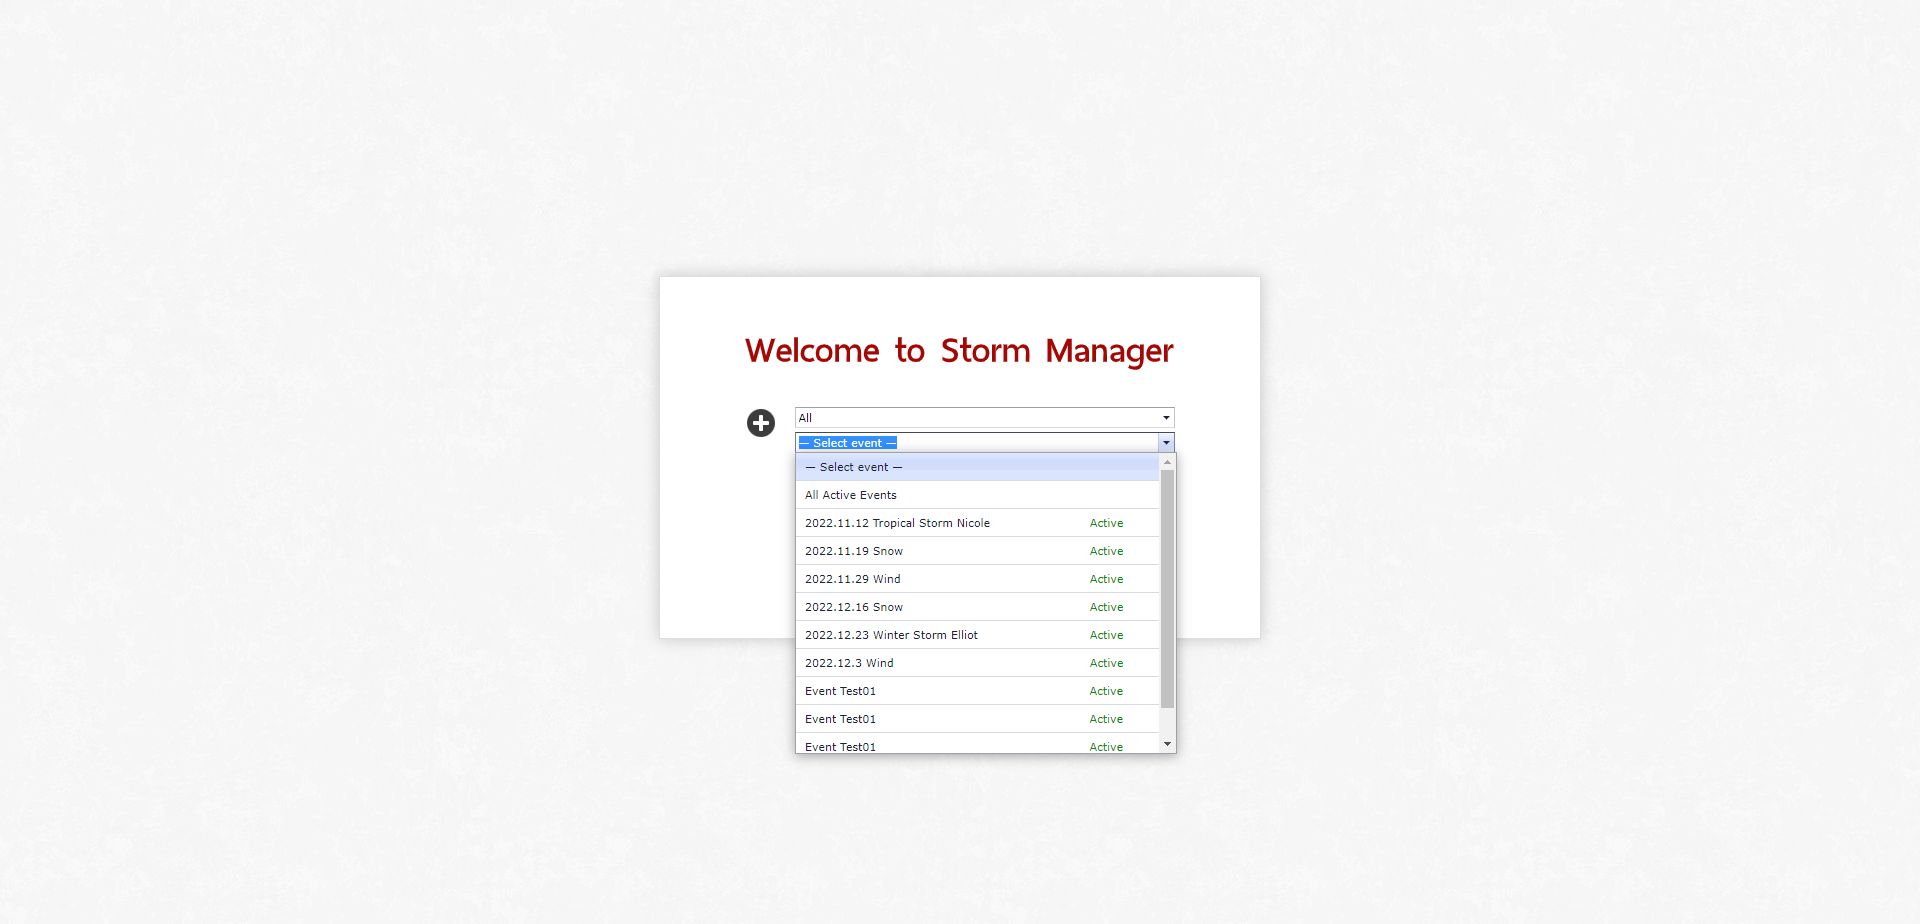 Welcome to Storm Manager
All
— Select event —
— Select event —
All Active Events
2022.11.12 Tropical Storm Nicole Active
2022.11.19 Snow Active
2022.11.29 Wind Active
2022.12.16 Snow Active
2022.12.23 Winter Storm Elliot Active
2022.12.3 Wind Active
Event Test01 Active
Event Test01 Active
Event Test01 Active